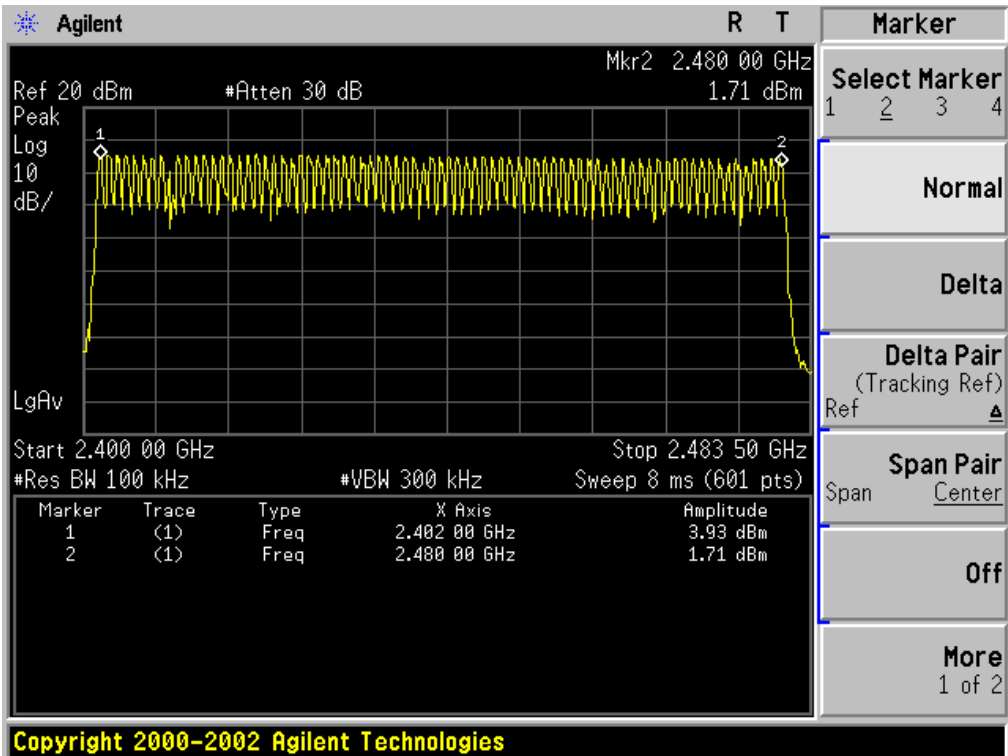 Agilent R T
Mkr2 2.480 00 GHz
Ref 20 dBm #Atten 30 dB 1.71 dBm
Peak
Log
10
dB/
1
2
LgAv
Start 2.400 00 GHz Stop 2.483 50 GHz
#Res BW 100 kHz #VBW 300 kHz Sweep 8 ms (601 pts)
Marker Trace Type X Axis Amplitude
1 (1) Freq 2.402 00 GHz 3.93 dBm
2 (1) Freq 2.480 00 GHz 1.71 dBm
Marker
Select Marker
1 2 3 4
Normal
Delta
Delta Pair
(Tracking Ref)
Ref Δ
Span Pair
Span Center
Off
More
1 of 2
Copyright 2000-2002 Agilent Technologies